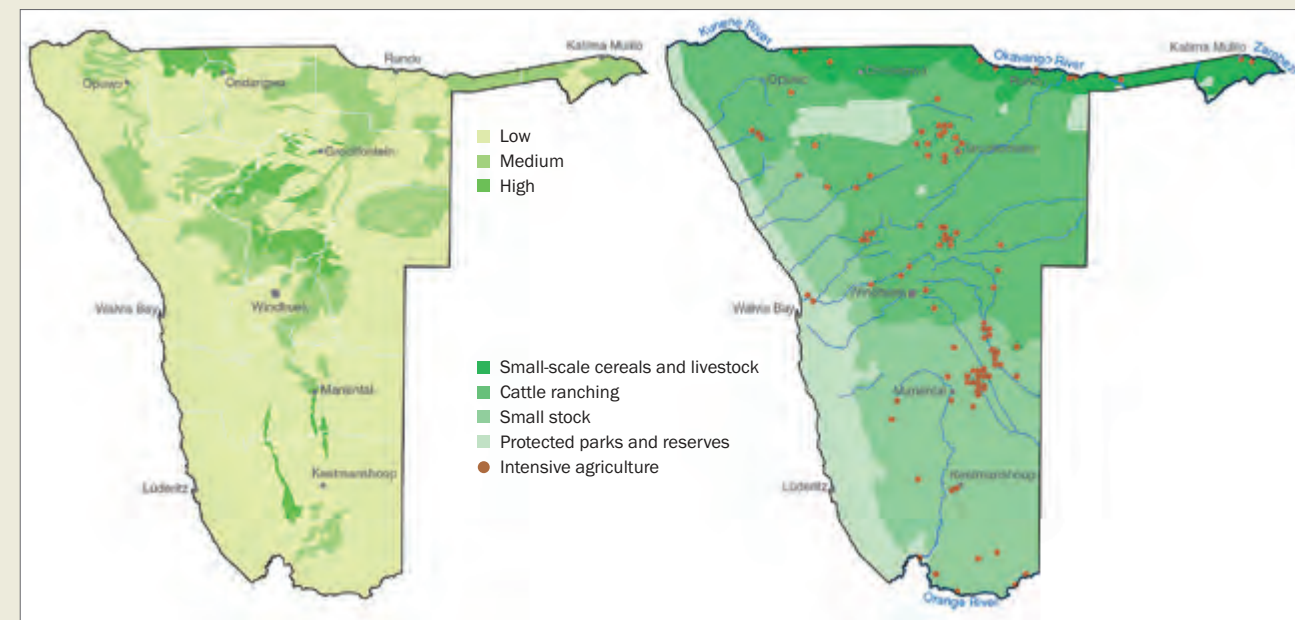 Opuwo
Ondangwa
Rundu
Katima Mulilo
Grootfontein
Windhoek
Walvis Bay
Mariental
Keetmanshoop
Lüderitz
Low
Medium
High
Small-scale cereals and livestock
Cattle ranching
Small stock
Protected parks and reserves
Intensive agriculture
Kunene River
Okavango River
Katima Mulilo
Zambezi
Opuwo
Rundu
Windhoek
Walvis Bay
Mariental
Keetmanshoop
Lüderitz
Orange River